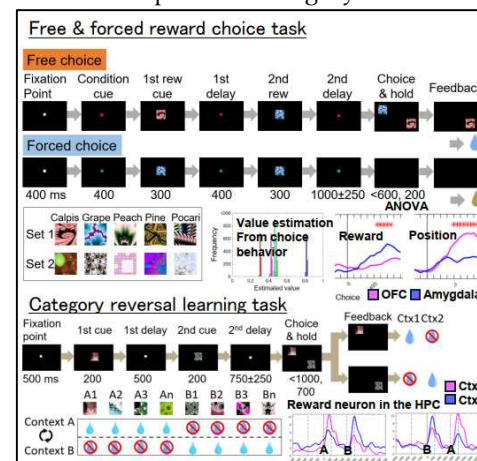 Free & forced reward choice task
Free choice
Fixation Point
Condition cue
1st rew cue
1st delay
2nd rew
2nd delay
Choice & hold
Feedback
Forced choice
400 ms 400 300 400 300 1000±250 <600, 200
ANOVA
Calpis Grape Peach Pine Pocari
Set 1
Set 2
Value estimation
From choice
behavior
Frequency
Estimated value
Reward
Position
Choice
OFC
Amygdala
Category reversal learning task
Fixation point
1st cue
1st delay
2nd cue
2nd delay
Choice & hold
Feedback
Ctx1 Ctx2
500 ms 200 500 200 750±250 <1000, 700
A1 A2 A3 An B1 B2 B3 Bn
Context A
Context B
Ctx
Ctx
Reward neuron in the HPC
A B
B A